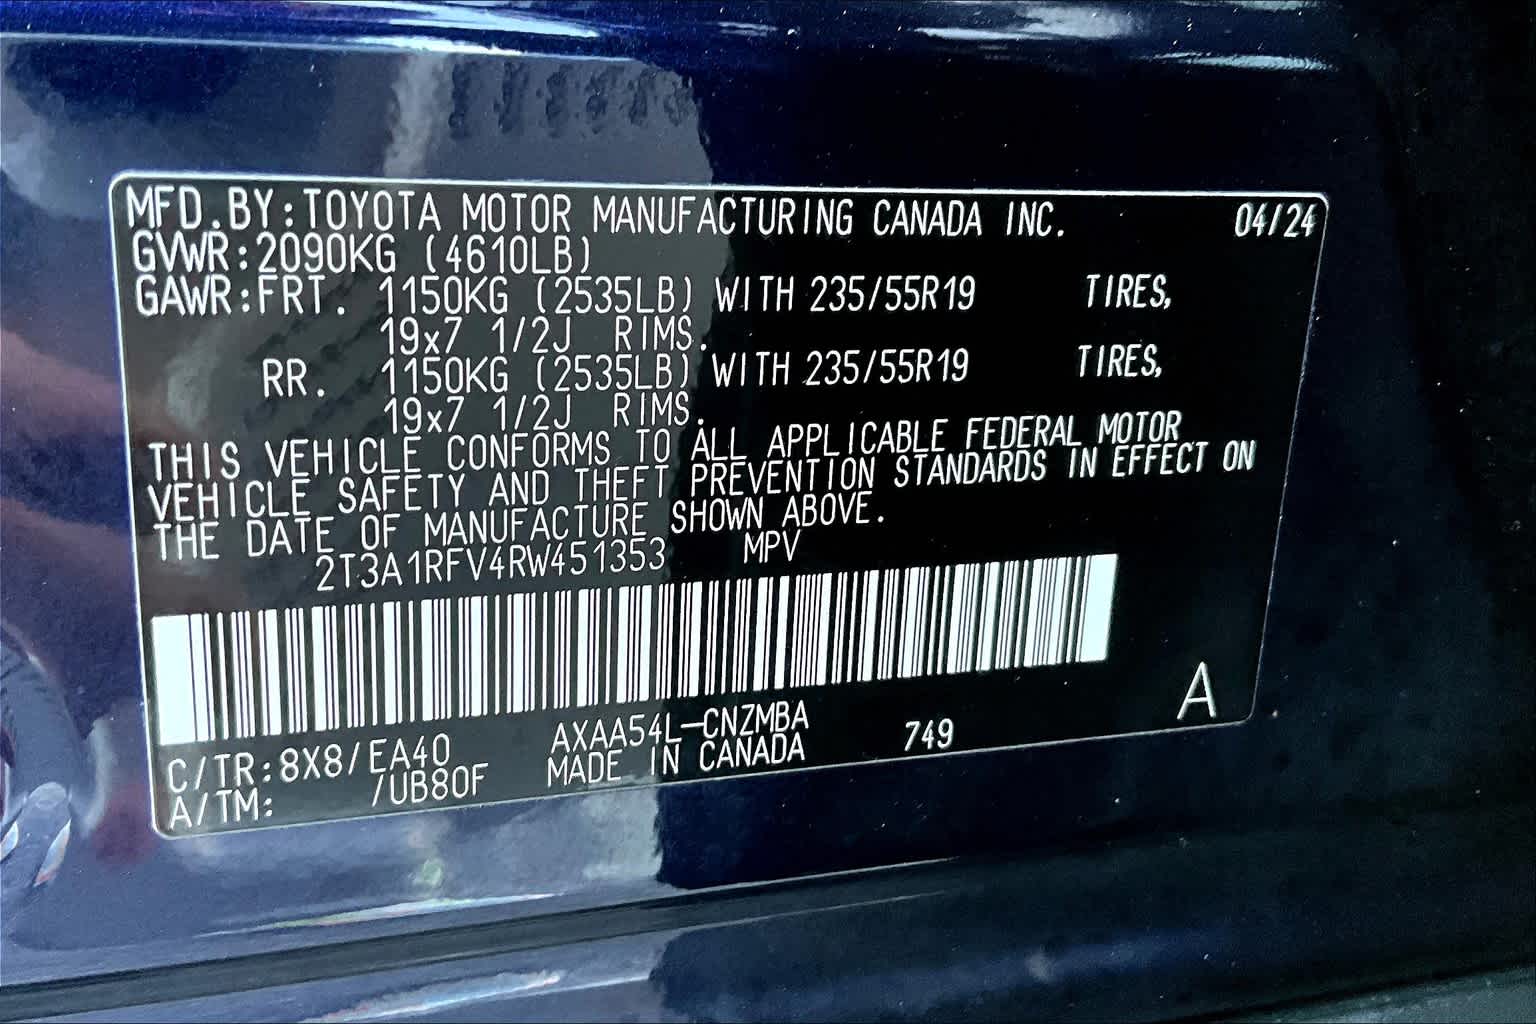 MFD.BY:TOYOTA MOTOR MANUFACTURING CANADA INC. 04/24
GVWR:2090KG (4610LB)
GAWR:FRT. 1150KG (2535LB) WITH 235/55R19 TIRES,
19x7 1/2J RIMS.
RR. 1150KG (2535LB) WITH 235/55R19 TIRES,
19x7 1/2J RIMS.
THIS VEHICLE CONFORMS TO ALL APPLICABLE FEDERAL MOTOR
VEHICLE SAFETY AND THEFT PREVENTION STANDARDS IN EFFECT ON
THE DATE OF MANUFACTURE SHOWN ABOVE.
2T3A1RFV4RW451353 MPV
C/TR:8X8/EA40 AXAA54L-CNZMBA 749 A
A/TM: /UB80F MADE IN CANADA